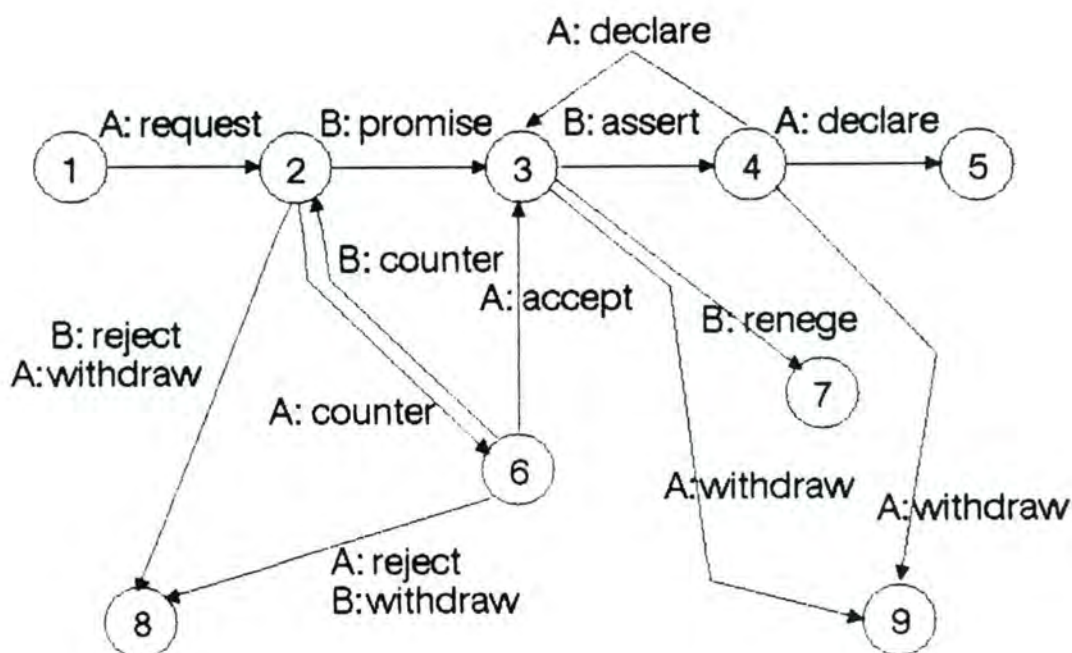 A: declare
A: request
B: promise
B: assert
A: declare
1
2
3
4
5
B: counter
A: accept
B: reject
A: withdraw
B: renege
7
A: counter
6
A: withdraw
A: withdraw
A: reject
B: withdraw
8
9